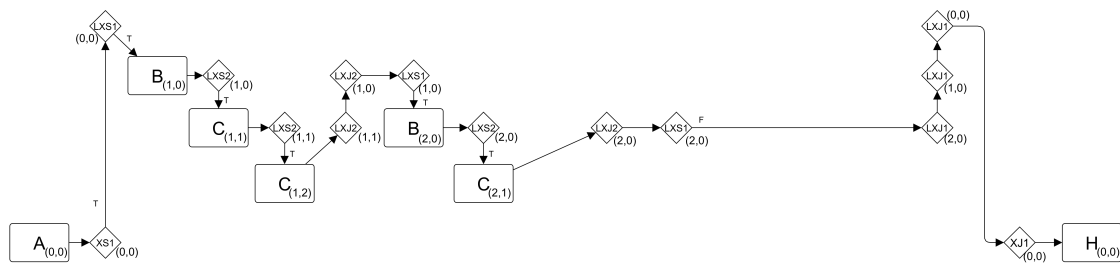 LXS1
(0,0)
T
B(1,0)
LXS2
(1,0)
T
C(1,1)
LXS2
(1,1)
T
C(1,2)
LXJ2
(1,1)
LXJ2
(1,0)
LXS1
(1,0)
T
B(2,0)
LXS2
(2,0)
T
C(2,1)
LXJ2
(2,0)
LXS1
(2,0)
F
LXJ1
(2,0)
LXJ1
(1,0)
LXJ1
(0,0)
T
A(0,0)
XS1
(0,0)
XJ1
(0,0)
H(0,0)